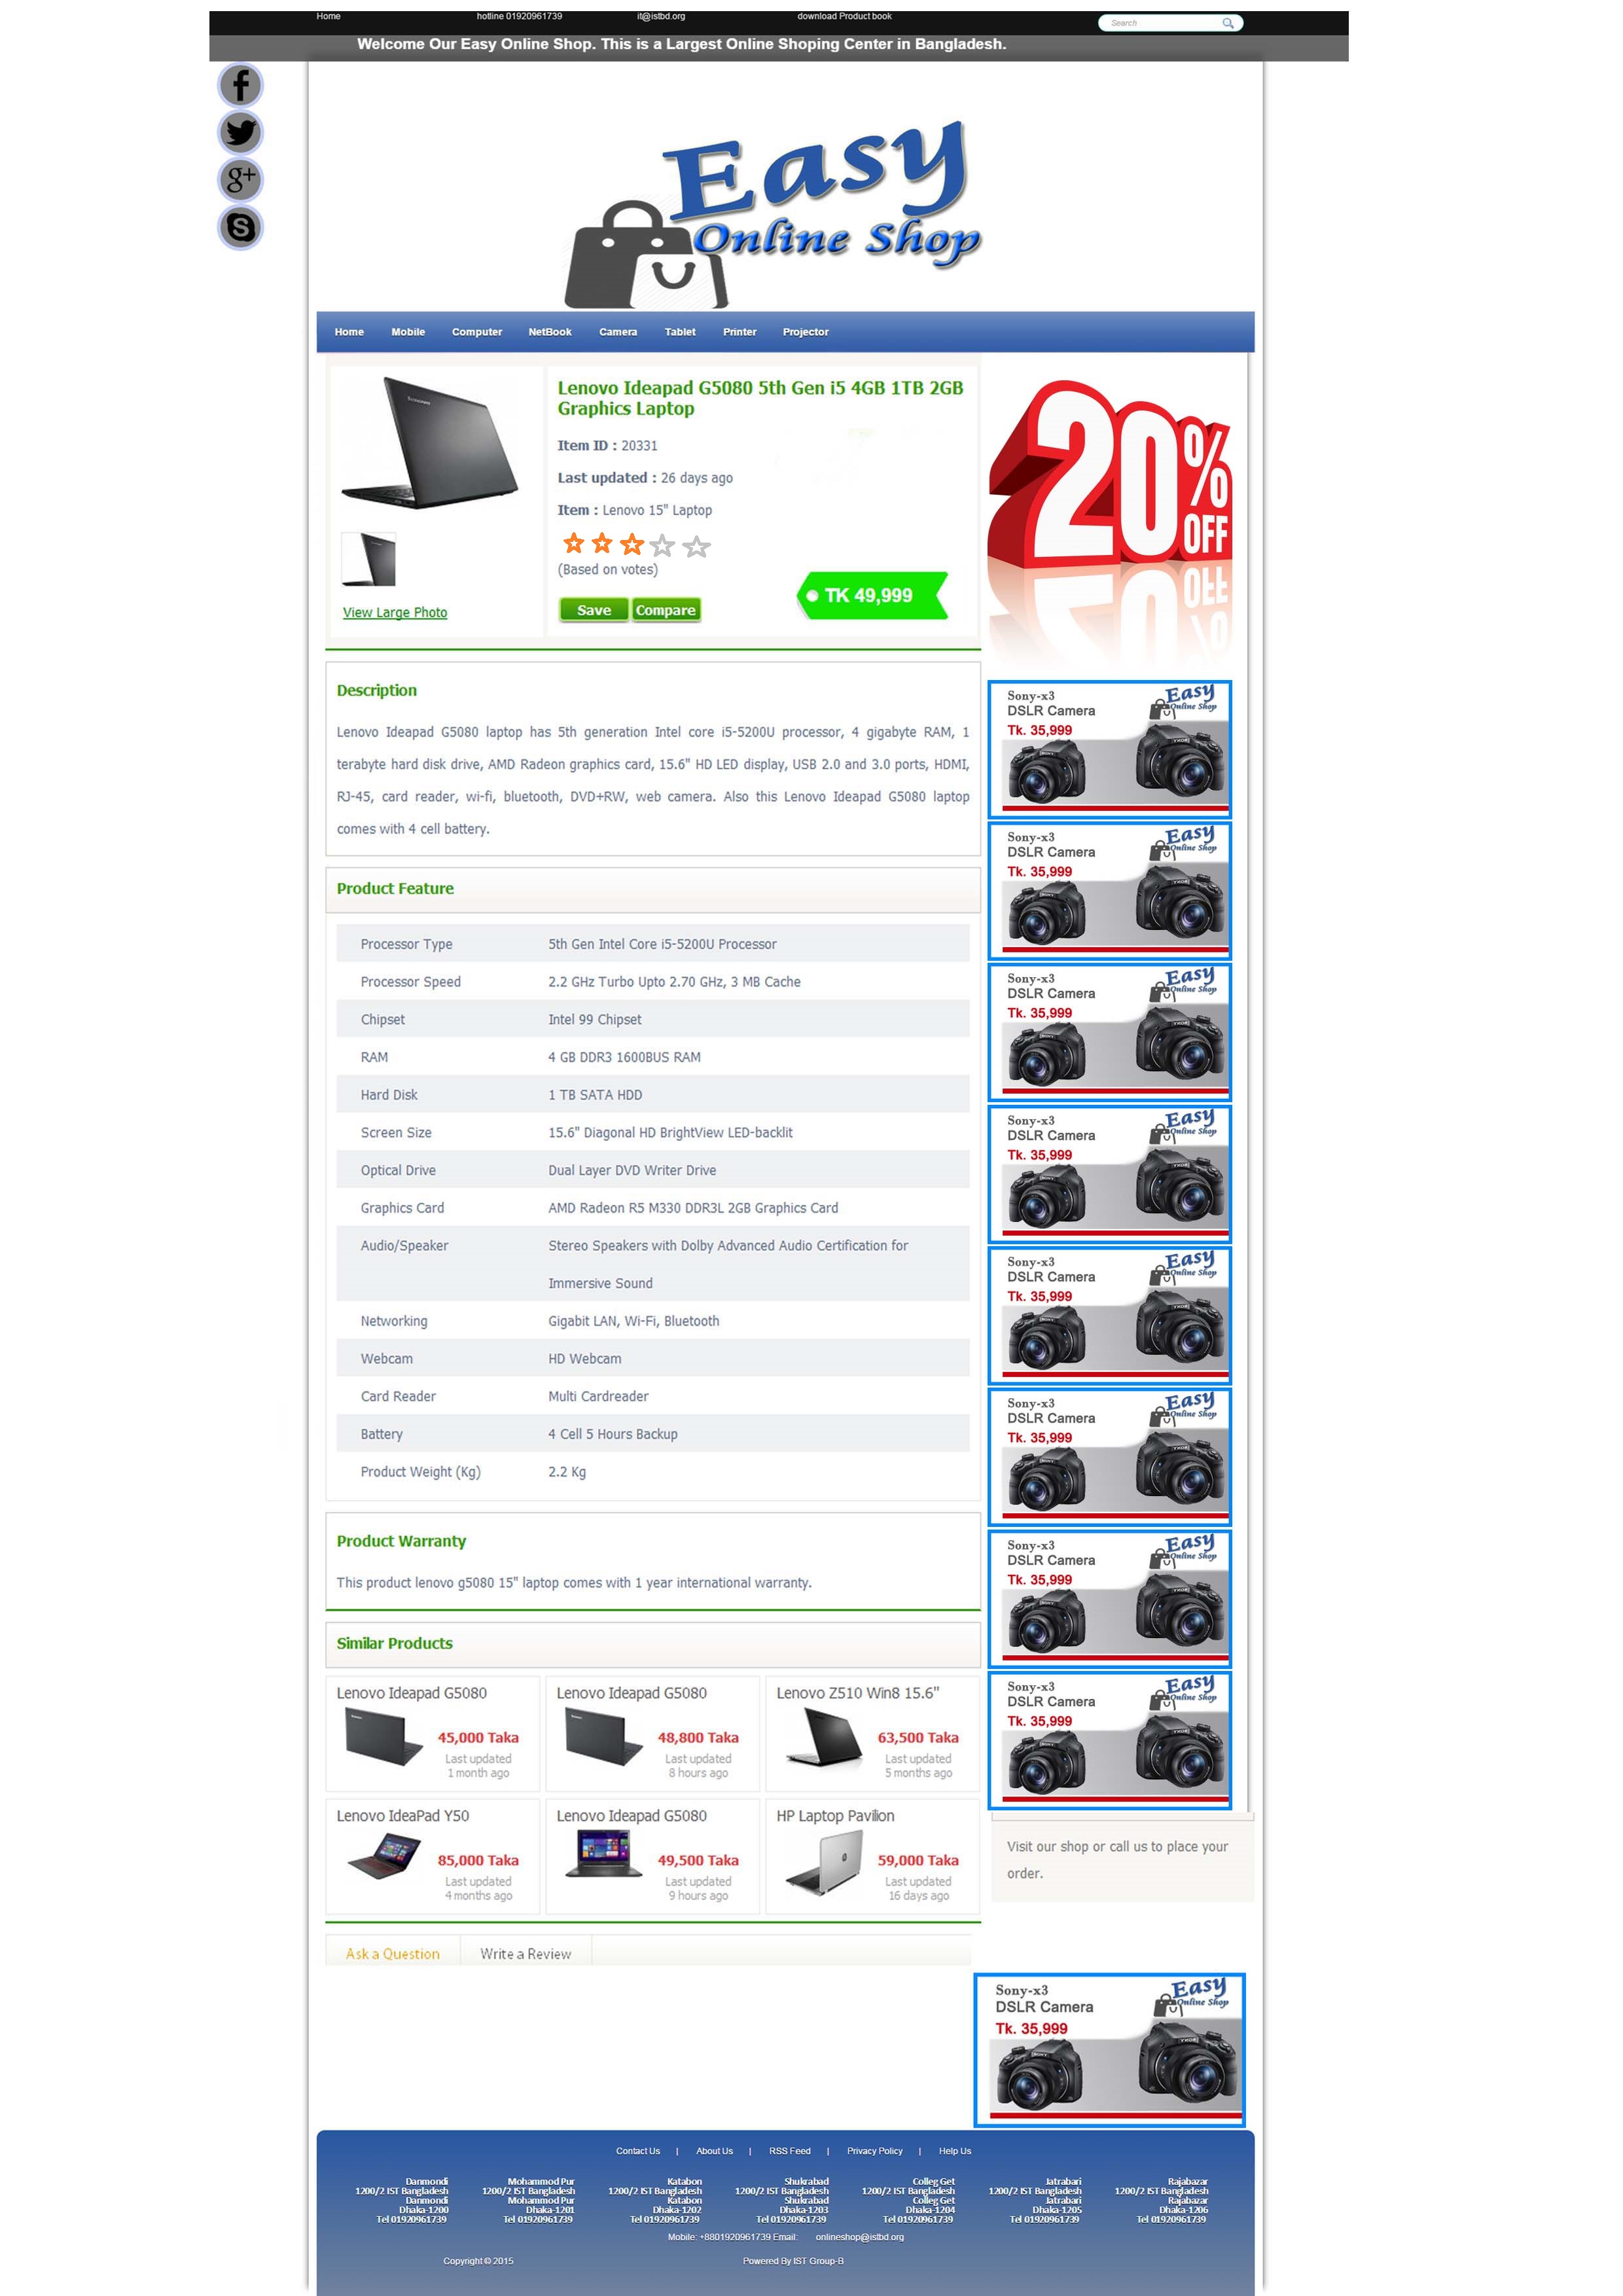 Home hotline 01920961739 it@istbd.org download Product book Search
Welcome Our Easy Online Shop. This is a Largest Online Shoping Center in Bangladesh.
Easy
Online Shop
Home Mobile Computer NetBook Camera Tablet Printer Projector
Lenovo Ideapad G5080 5th Gen i5 4GB 1TB 2GB
Graphics Laptop
Item ID : 20331
Last updated : 26 days ago
Item : Lenovo 15" Laptop
(Based on votes)
Save Compare
TK 49,999
View Large Photo
20%
OFF
Description
Lenovo Ideapad G5080 laptop has 5th generation Intel core i5-5200U processor, 4 gigabyte RAM, 1
terabyte hard disk drive, AMD Radeon graphics card, 15.6" HD LED display, USB 2.0 and 3.0 ports, HDMI,
RJ-45, card reader, wi-fi, bluetooth, DVD+RW, web camera. Also this Lenovo Ideapad G5080 laptop
comes with 4 cell battery.
Product Feature
Processor Type 5th Gen Intel Core i5-5200U Processor
Processor Speed 2.2 GHz Turbo Upto 2.70 GHz, 3 MB Cache
Chipset Intel 99 Chipset
RAM 4 GB DDR3 1600BUS RAM
Hard Disk 1 TB SATA HDD
Screen Size 15.6" Diagonal HD BrightView LED-backlit
Optical Drive Dual Layer DVD Writer Drive
Graphics Card AMD Radeon R5 M330 DDR3L 2GB Graphics Card
Audio/Speaker Stereo Speakers with Dolby Advanced Audio Certification for
Immersive Sound
Networking Gigabit LAN, Wi-Fi, Bluetooth
Webcam HD Webcam
Card Reader Multi Cardreader
Battery 4 Cell 5 Hours Backup
Product Weight (Kg) 2.2 Kg
Product Warranty
This product lenovo g5080 15" laptop comes with 1 year international warranty.
Similar Products
Lenovo Ideapad G5080
45,000 Taka
Last updated
1 month ago
Lenovo Ideapad G5080
48,800 Taka
Last updated
8 hours ago
Lenovo Z510 Win8 15.6"
63,500 Taka
Last updated
5 months ago
Lenovo IdeaPad Y50
85,000 Taka
Last updated
4 months ago
Lenovo Ideapad G5080
49,500 Taka
Last updated
9 hours ago
HP Laptop Pavilion
59,000 Taka
Last updated
16 days ago
Ask a Question Write a Review
Sony-x3
DSLR Camera
Tk. 35,999
Easy
Online Shop
Sony-x3
DSLR Camera
Tk. 35,999
Easy
Online Shop
Sony-x3
DSLR Camera
Tk. 35,999
Easy
Online Shop
Sony-x3
DSLR Camera
Tk. 35,999
Easy
Online Shop
Sony-x3
DSLR Camera
Tk. 35,999
Easy
Online Shop
Sony-x3
DSLR Camera
Tk. 35,999
Easy
Online Shop
Sony-x3
DSLR Camera
Tk. 35,999
Easy
Online Shop
Sony-x3
DSLR Camera
Tk. 35,999
Easy
Online Shop
Visit our shop or call us to place your
order.
Sony-x3
DSLR Camera
Tk. 35,999
Easy
Online Shop
Contact Us | About Us | RSS Feed | Privacy Policy | Help Us
Danmondi
1200/2 IST Bangladesh
Danmondi
Dhaka-1200
Tel 01920961739
Mohammod Pur
1200/2 IST Bangladesh
Mohammod Pur
Dhaka-1201
Tel 01920961739
Katabon
1200/2 IST Bangladesh
Katabon
Dhaka-1202
Tel 01920961739
Shukrabad
1200/2 IST Bangladesh
Shukrabad
Dhaka-1203
Tel 01920961739
Colleg Get
1200/2 IST Bangladesh
Colleg Get
Dhaka-1204
Tel 01920961739
Jatrabari
1200/2 IST Bangladesh
Jatrabari
Dhaka-1205
Tel 01920961739
Rajabazar
1200/2 IST Bangladesh
Rajabazar
Dhaka-1206
Tel 01920961739
Mobile: +8801920961739 Email: onlineshop@istbd.org
Copyright © 2015 Powered By IST Group-B